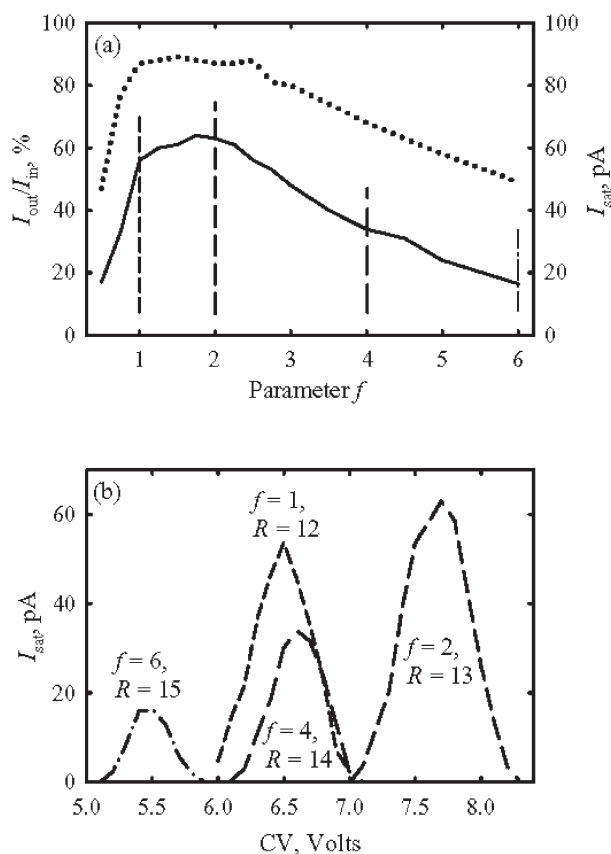 (a)
100
80
60
40
20
0
I_out/I_in, %
100
80
60
40
20
0
I_sat, pA
1 2 3 4 5 6
Parameter f
(b)
60
40
20
0
I_sat, pA
f = 1,
R = 12
f = 6,
R = 15
f = 4,
R = 14
f = 2,
R = 13
5.0 5.5 6.0 6.5 7.0 7.5 8.0
CV, Volts